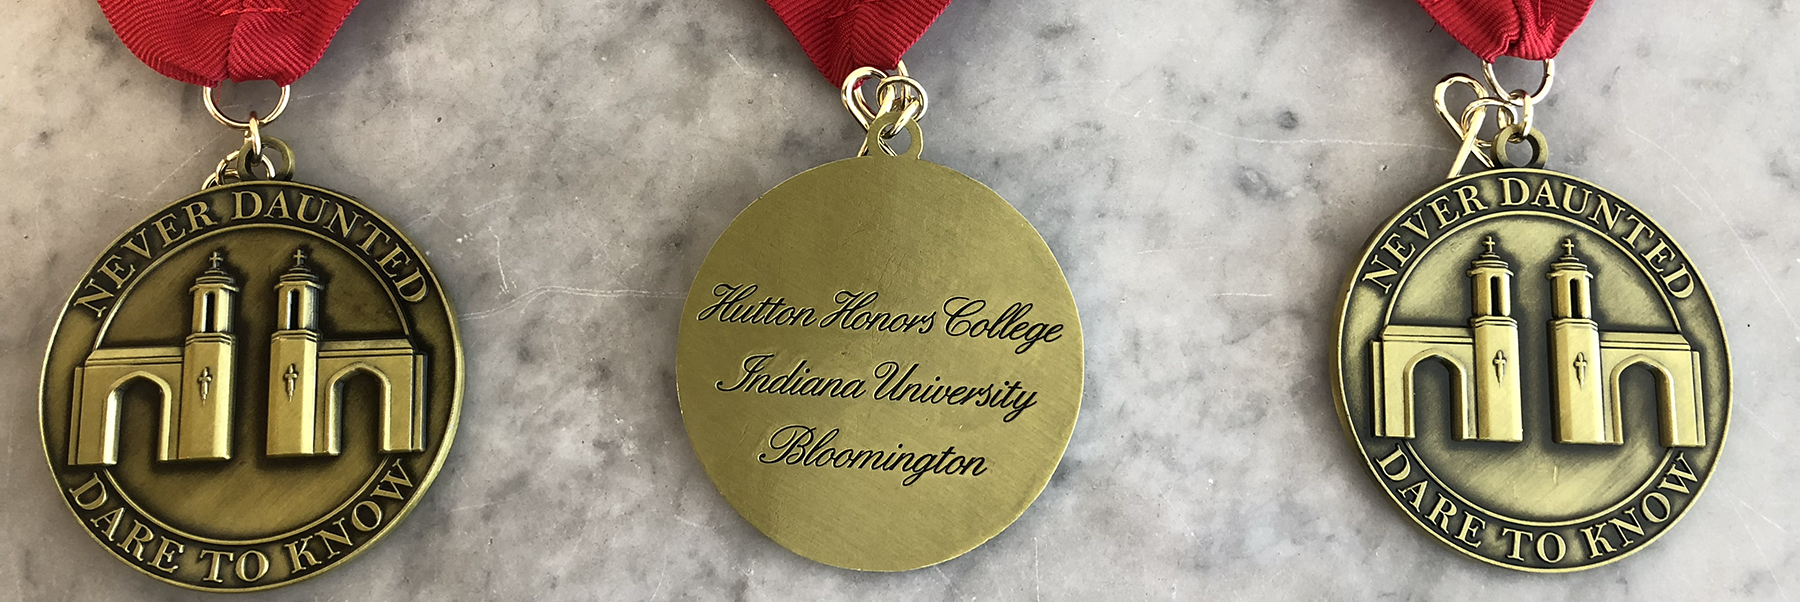 NEVER DAUNTED
DARE TO KNOW
Hutton Honors College
Indiana University
Bloomington
NEVER DAUNTED
DARE TO KNOW